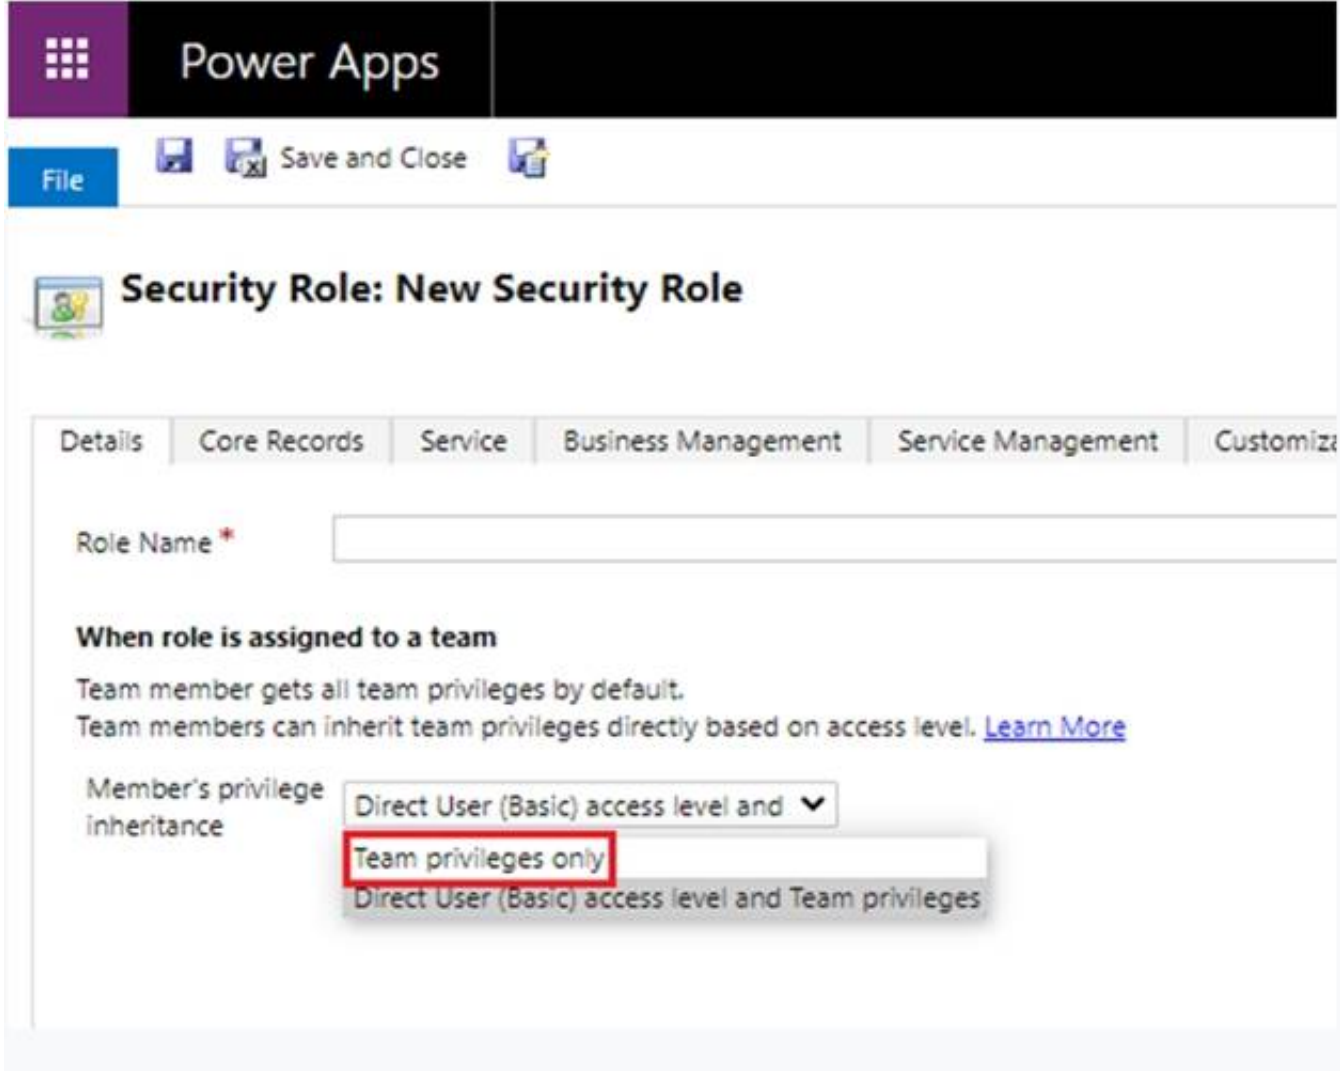 Power Apps
File
Save and Close
Security Role: New Security Role
Details Core Records Service Business Management Service Management Customiza
Role Name *
When role is assigned to a team
Team member gets all team privileges by default.
Team members can inherit team privileges directly based on access level. Learn More
Member's privilege
inheritance
Direct User (Basic) access level and
Team privileges only
Direct User (Basic) access level and Team privileges